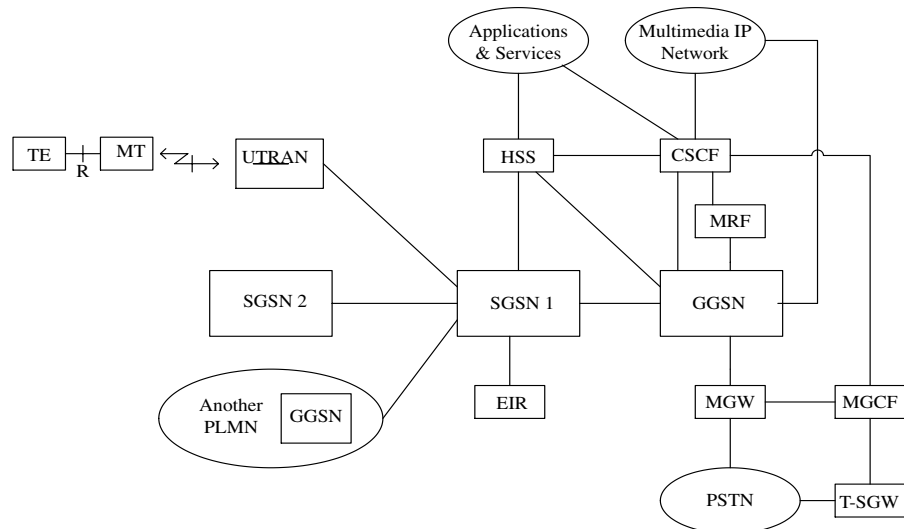 Applications
& Services
Multimedia IP
Network
TE
R
MT
UTRAN
HSS
CSCF
MRF
SGSN 2
SGSN 1
GGSN
Another
PLMN
GGSN
EIR
MGW
MGCF
PSTN
T-SGW